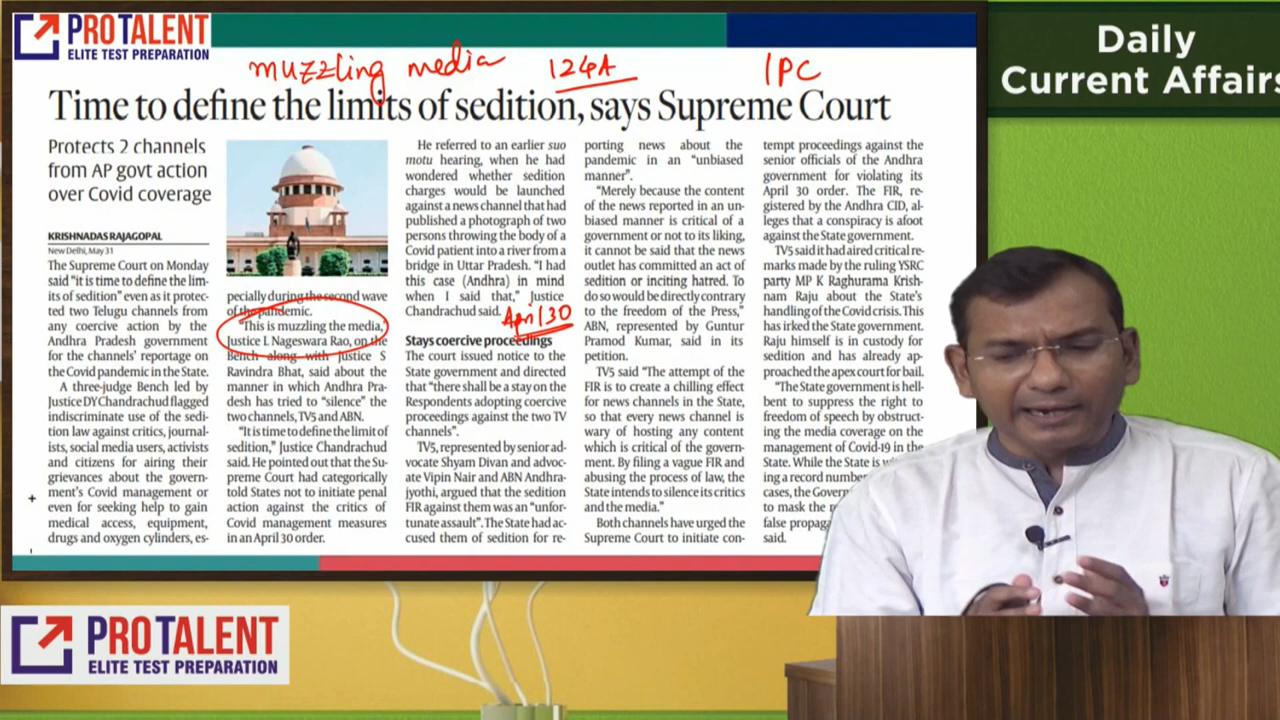 PROTALENT
ELITE TEST PREPARATION
Daily
Current Affairs
muzzling media 124A IPC
Time to define the limits of sedition, says Supreme Court
Protects 2 channels
from AP govt action
over Covid coverage
KRISHNADAS RAJAGOPAL
New Delhi, May 31
The Supreme Court on Monday
said "it is time to define the lim-
its of sedition" even as it protec-
ted two Telugu channels from
any coercive action by the
Andhra Pradesh government
for the channels' reportage on
the Covid pandemic in the State.
A three-judge Bench led by
Justice DY Chandrachud flagged
indiscriminate use of the sedi-
tion law against critics, journal-
ists, social media users, activists
and citizens for airing their
grievances about the govern-
ment's Covid management or
even for seeking help to gain
medical access, equipment,
drugs and oxygen cylinders, es-
pecially during the second wave
of the pandemic.
"This is muzzling the media,"
Justice L Nageswara Rao, on the
Bench along with Justice S
Ravindra Bhat, said about the
manner in which Andhra Pra-
desh has tried to "silence" the
two channels, TV5 and ABN.
"It is time to define the limit of
sedition," Justice Chandrachud
said. He pointed out that the Su-
preme Court had categorically
told States not to initiate penal
action against the critics of
Covid management measures
in an April 30 order.
He referred to an earlier suo
motu hearing, when he had
wondered whether sedition
charges would be launched
against a news channel that had
published a photograph of two
persons throwing the body of a
Covid patient into a river from a
bridge in Uttar Pradesh. "I had
this case (Andhra) in mind
when I said that," Justice
Chandrachud said.
April 30
Stays coercive proceedings
The court issued notice to the
State government and directed
that "there shall be a stay on the
Respondents adopting coercive
proceedings against the two TV
channels".
TV5, represented by senior ad-
vocate Shyam Divan and advoc-
ate Vipin Nair and ABN Andhra-
jyothi, argued that the sedition
FIR against them was an "unfor-
tunate assault". The State had ac-
cused them of sedition for re-
porting news about the
pandemic in an "unbiased
manner".
"Merely because the content
of the news reported in an un-
biased manner is critical of a
government or not to its liking,
it cannot be said that the news
outlet has committed an act of
sedition or inciting hatred. To
do so would be directly contrary
to the freedom of the Press,"
ABN, represented by Guntur
Pramod Kumar, said in its
petition.
TV5 said "The attempt of the
FIR is to create a chilling effect
for news channels in the State,
so that every news channel is
wary of hosting any content
which is critical of the govern-
ment. By filing a vague FIR and
abusing the process of law, the
State intends to silence its critics
and the media."
Both channels have urged the
Supreme Court to initiate con-
tempt proceedings against the
senior officials of the Andhra
government for violating its
April 30 order. The FIR, re-
gistered by the Andhra CID, al-
leges that a conspiracy is afoot
against the State government.
TV5 said it had aired critical re-
marks made by the ruling YSRC
party MP K Raghurama Krish-
nam Raju about the State's
handling of the Covid crisis. This
has irked the State government.
Raju himself is in custody for
sedition and has already ap-
proached the apex court for bail.
"The State government is hell-
bent to suppress the right to
freedom of speech by obstruct-
ing the media coverage on the
management of Covid-19 in the
State. While the State is
ing a record number
cases, the
to mask the
false
said.
PROTALENT
ELITE TEST PREPARATION